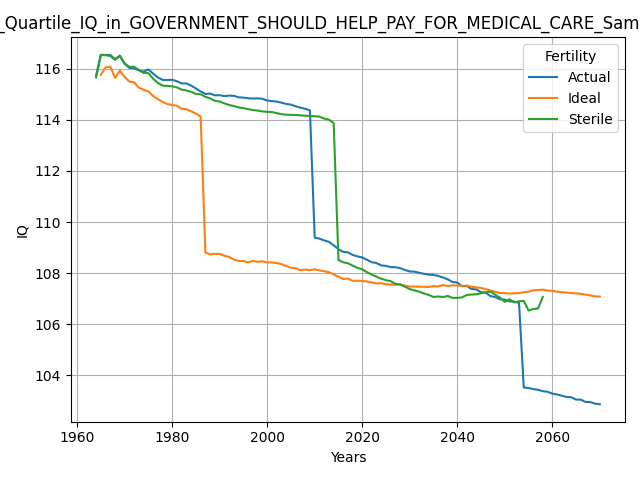 _Quartile_IQ_in_GOVERNMENT_SHOULD_HELP_PAY_FOR_MEDICAL_CARE_Sam
Fertility
Actual
Ideal
Sterile
116
114
112
110
108
106
104
IQ
1960
1980
2000
2020
2040
2060
Years